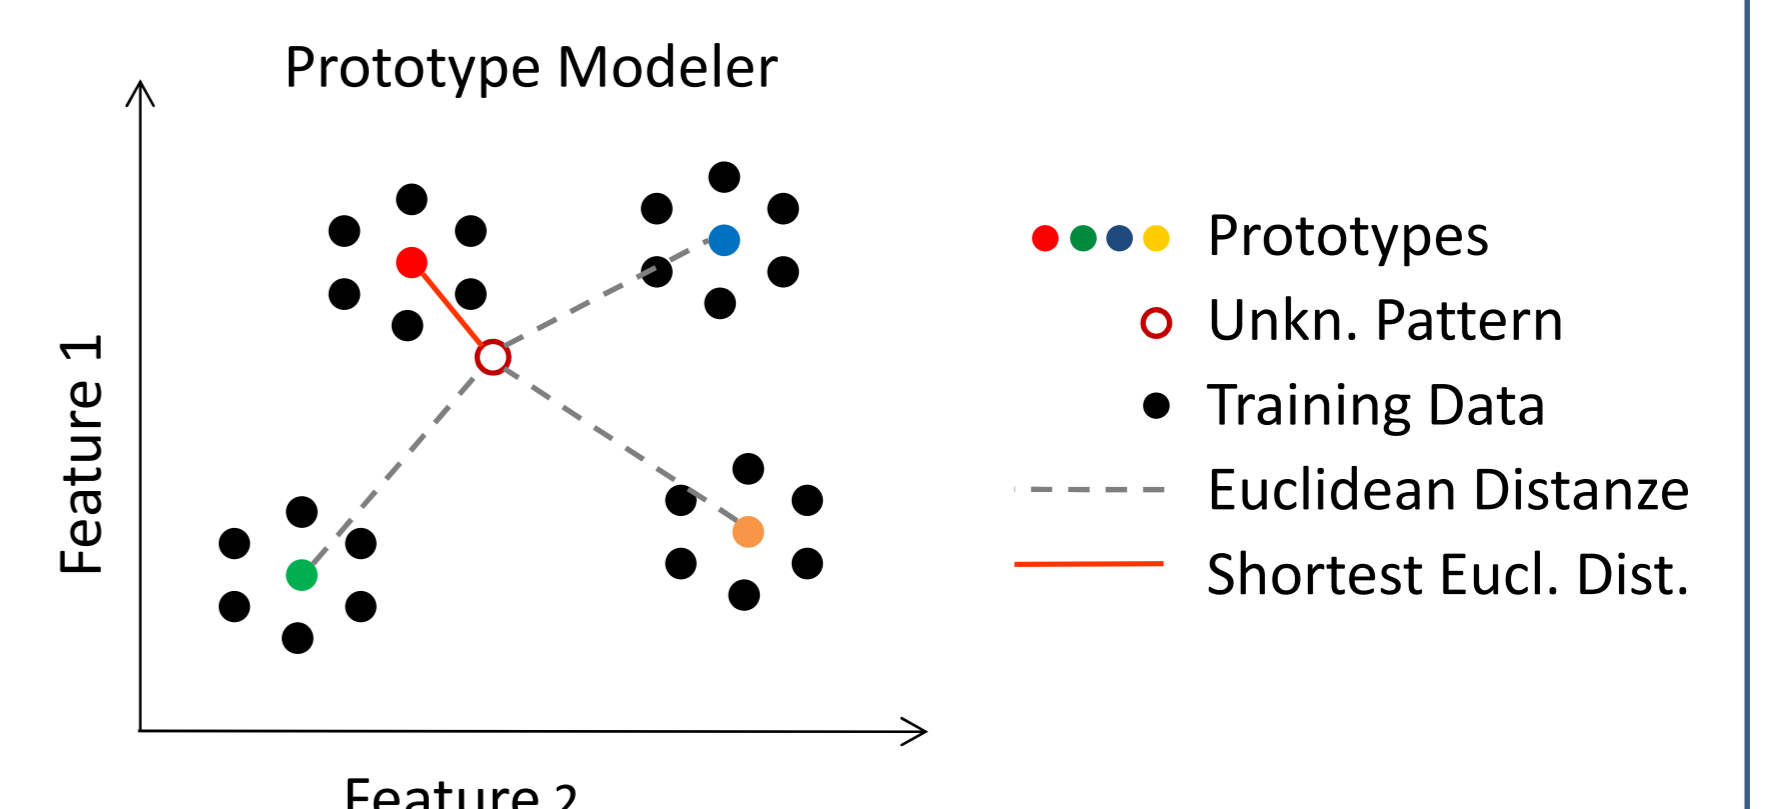 Prototype Modeler
Feature 1
Feature 2
Prototypes
Unkn. Pattern
Training Data
Euclidean Distanze
Shortest Eucl. Dist.